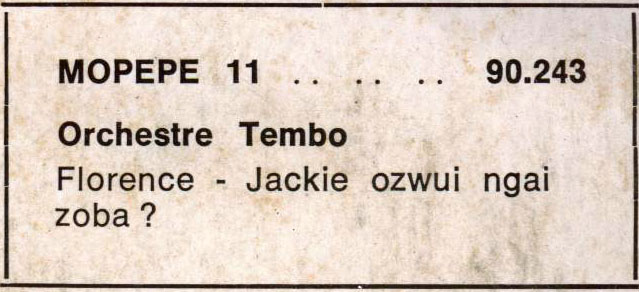 MOPEPE 11 .. .. .. 90.243
Orchestre Tembo
Florence - Jackie ozwui ngai
zoba ?